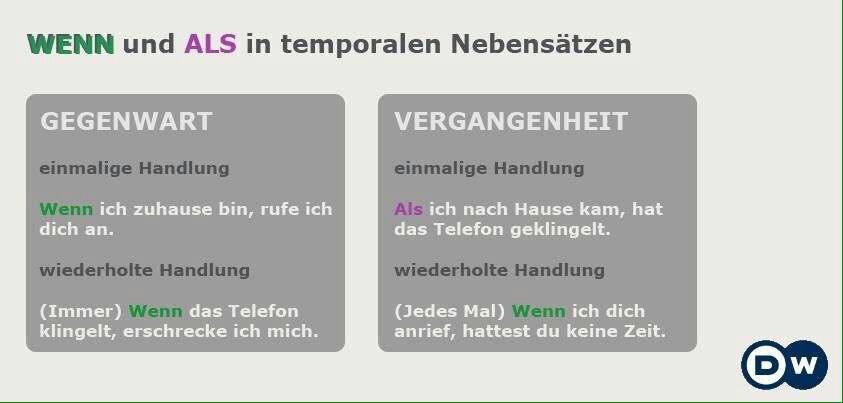 WENN und ALS in temporalen Nebensätzen
GEGENWART
einmalige Handlung
Wenn ich zuhause bin, rufe ich
dich an.
wiederholte Handlung
(Immer) Wenn das Telefon
klingelt, erschrecke ich mich.
VERGANGENHEIT
einmalige Handlung
Als ich nach Hause kam, hat
das Telefon geklingelt.
wiederholte Handlung
(Jedes Mal) Wenn ich dich
anrief, hattest du keine Zeit.
DW